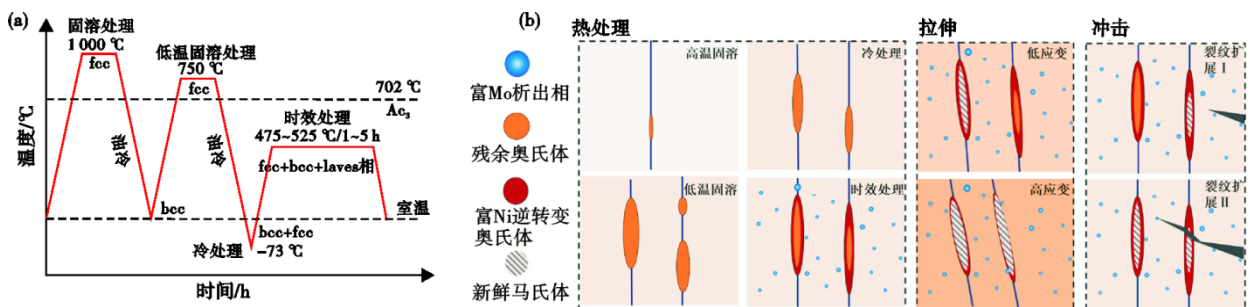 (a)
固溶处理
1 000 ℃
fcc
低温固溶处理
750 ℃
fcc
702 ℃
Ac₃
空冷
空冷
时效处理
475~525 ℃/1~5 h
fcc+bcc+laves相
bcc
室温
bcc+fcc
冷处理
-73 ℃
温度/℃
时间/h
(b)
热处理
拉伸
冲击
富Mo析出相
残余奥氏体
富Ni逆转变
奥氏体
新鲜马氏体
高温固溶
冷处理
低温固溶
时效处理
低应变
高应变
裂纹扩
展Ⅰ
裂纹扩
展Ⅱ